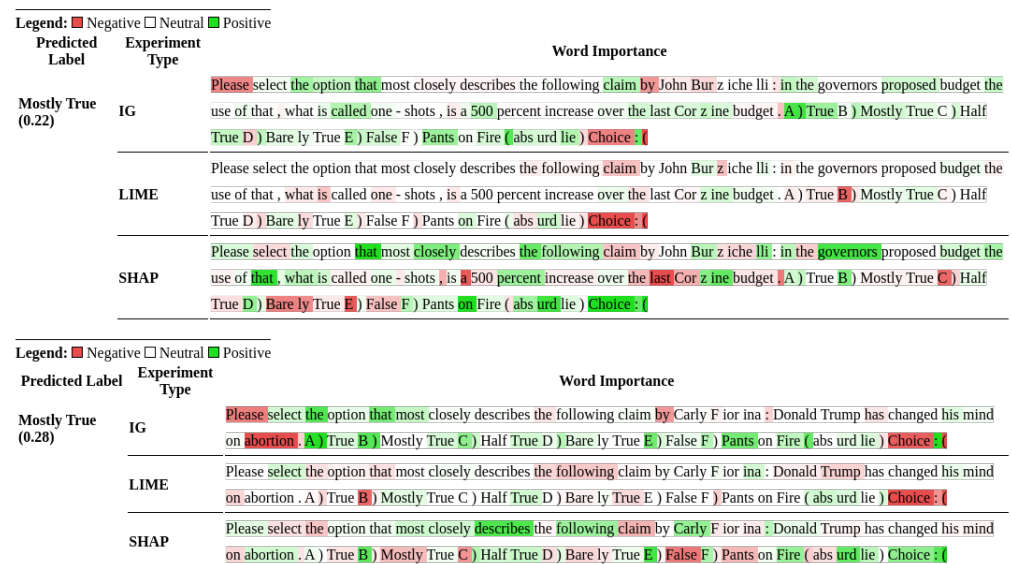 Legend: Negative Neutral Positive
Predicted Label Experiment Type Word Importance
Mostly True (0.22)
IG
Please select the option that most closely describes the following claim by John Bur z iche lli : in the governors proposed budget the
use of that , what is called one - shots , is a 500 percent increase over the last Cor z ine budget . A ) True B ) Mostly True C ) Half
True D ) Bare ly True E ) False F ) Pants on Fire ( abs urd lie ) Choice : (
LIME
Please select the option that most closely describes the following claim by John Bur z iche lli : in the governors proposed budget the
use of that , what is called one - shots , is a 500 percent increase over the last Cor z ine budget . A ) True B ) Mostly True C ) Half
True D ) Bare ly True E ) False F ) Pants on Fire ( abs urd lie ) Choice : (
SHAP
Please select the option that most closely describes the following claim by John Bur z iche lli : in the governors proposed budget the
use of that , what is called one - shots , is a 500 percent increase over the last Cor z ine budget . A ) True B ) Mostly True C ) Half
True D ) Bare ly True E ) False F ) Pants on Fire ( abs urd lie ) Choice : (
Legend: Negative Neutral Positive
Predicted Label Experiment Type Word Importance
Mostly True (0.28)
IG
Please select the option that most closely describes the following claim by Carly F ior ina : Donald Trump has changed his mind
on abortion . A ) True B ) Mostly True C ) Half True D ) Bare ly True E ) False F ) Pants on Fire ( abs urd lie ) Choice : (
LIME
Please select the option that most closely describes the following claim by Carly F ior ina : Donald Trump has changed his mind
on abortion . A ) True B ) Mostly True C ) Half True D ) Bare ly True E ) False F ) Pants on Fire ( abs urd lie ) Choice : (
SHAP
Please select the option that most closely describes the following claim by Carly F ior ina : Donald Trump has changed his mind
on abortion . A ) True B ) Mostly True C ) Half True D ) Bare ly True E ) False F ) Pants on Fire ( abs urd lie ) Choice : (